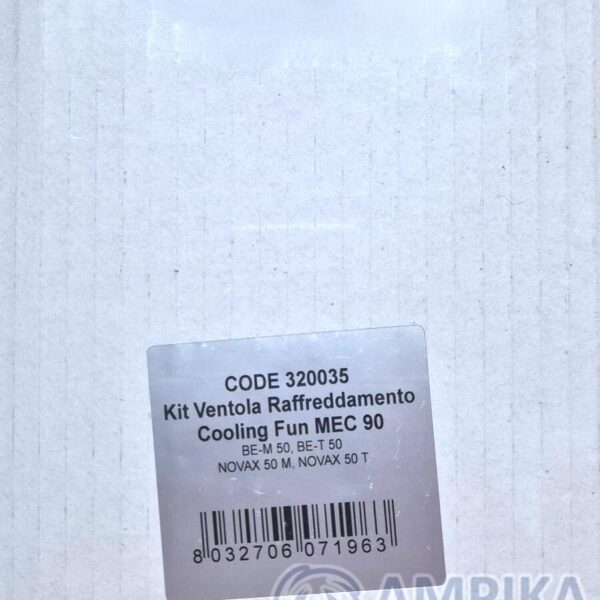 CODE 320035
Kit Ventola Raffreddamento
Cooling Fun MEC 90
BE-M 50, BE-T 50
NOVAX 50 M, NOVAX 50 T
8 032706 071963
AMPIKA